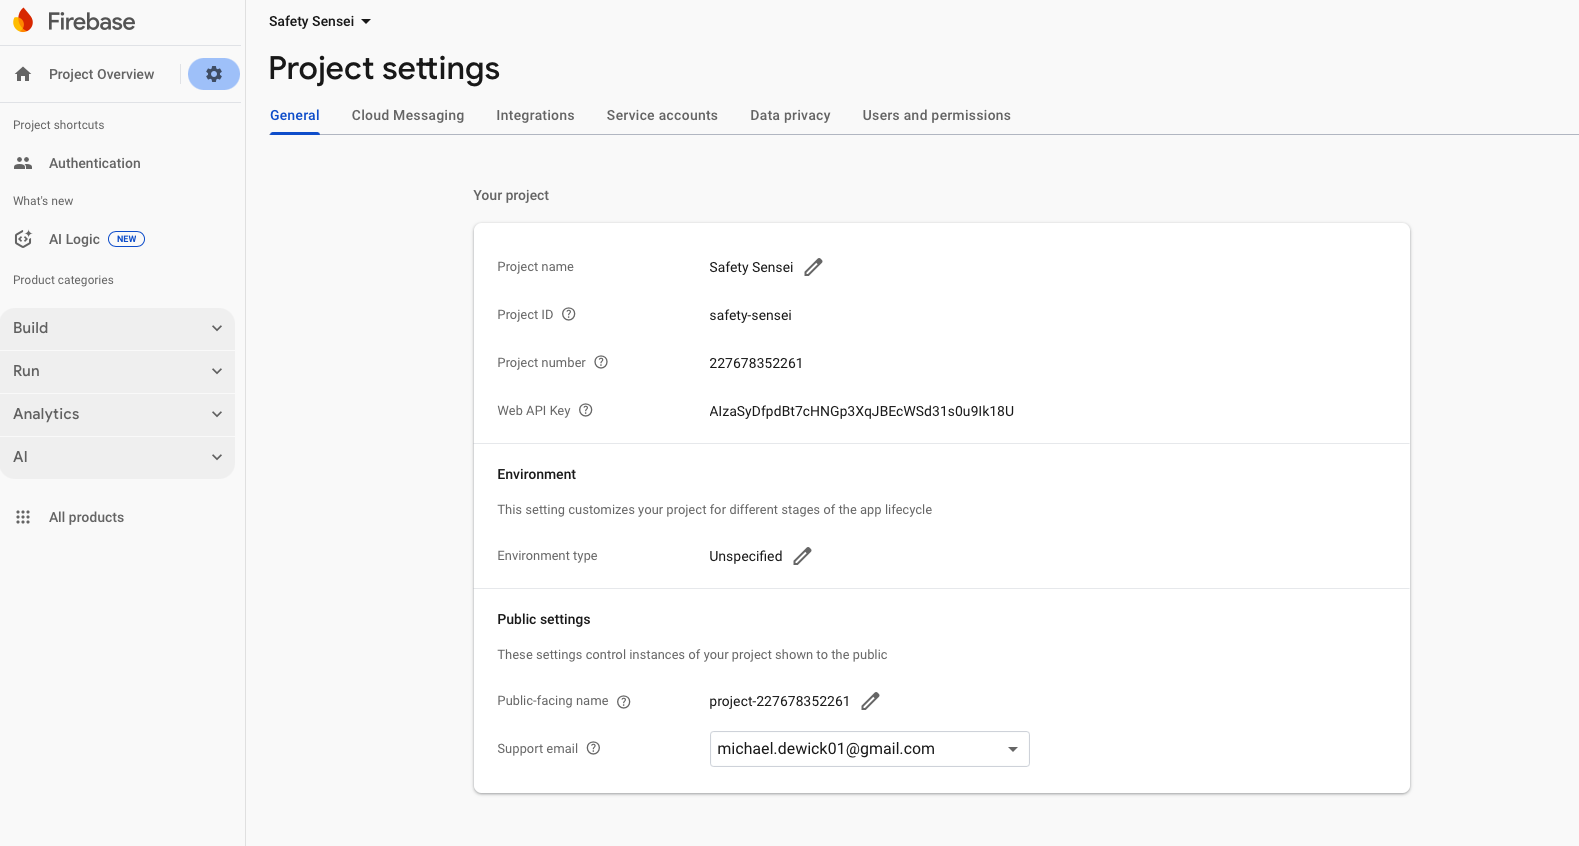 Firebase
Safety Sensei
Project Overview
Project settings
General Cloud Messaging Integrations Service accounts Data privacy Users and permissions
Project shortcuts
Authentication
What's new
AI Logic NEW
Product categories
Build
Run
Analytics
AI
All products
Your project
Project name Safety Sensei
Project ID safety-sensei
Project number 227678352261
Web API Key AIzaSyDfpdBt7cHNGp3XqJBEcWSd31s0u9Ik18U
Environment
This setting customizes your project for different stages of the app lifecycle
Environment type Unspecified
Public settings
These settings control instances of your project shown to the public
Public-facing name project-227678352261
Support email michael.dewick01@gmail.com